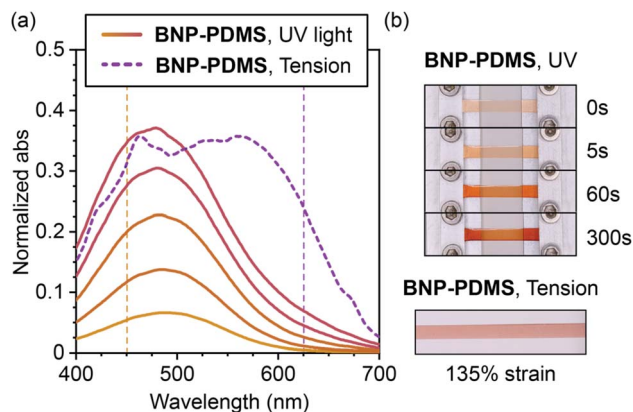 (a)
BNP-PDMS, UV light
BNP-PDMS, Tension
0.5
0.4
0.3
0.2
0.1
0
Normalized abs
400
500
600
700
Wavelength (nm)
(b)
BNP-PDMS, UV
0s
5s
60s
300s
BNP-PDMS, Tension
135% strain